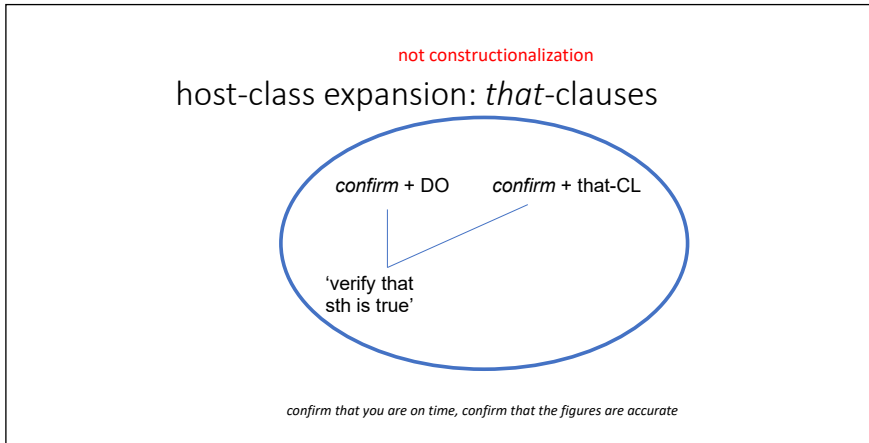 not constructionalization
host-class expansion: that-clauses
confirm + DO
confirm + that-CL
‘verify that
sth is true’
confirm that you are on time, confirm that the figures are accurate